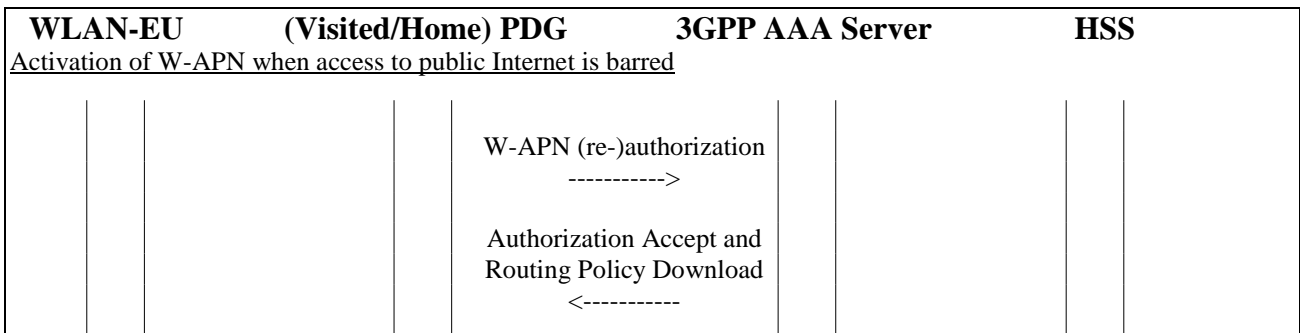 WLAN-EU (Visited/Home) PDG 3GPP AAA Server HSS
Activation of W-APN when access to public Internet is barred
W-APN (re-)authorization
----------->
Authorization Accept and
Routing Policy Download
<-----------